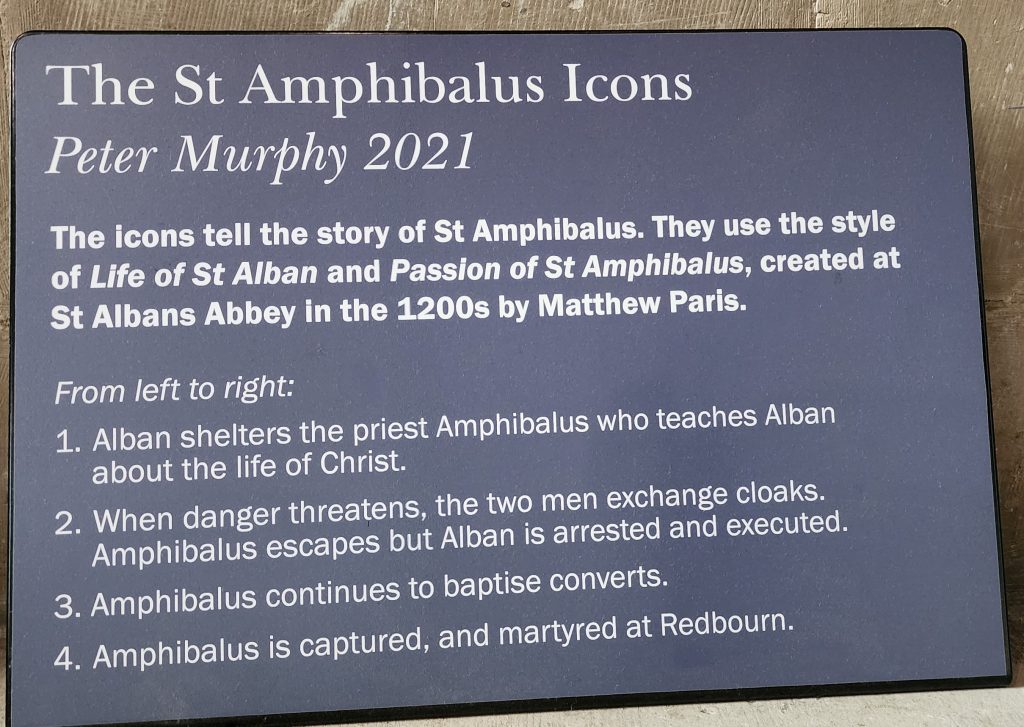 The St Amphibalus Icons
Peter Murphy 2021
The icons tell the story of St Amphibalus. They use the style
of Life of St Alban and Passion of St Amphibalus, created at
St Albans Abbey in the 1200s by Matthew Paris.
From left to right:
1. Alban shelters the priest Amphibalus who teaches Alban
about the life of Christ.
2. When danger threatens, the two men exchange cloaks.
Amphibalus escapes but Alban is arrested and executed.
3. Amphibalus continues to baptise converts.
4. Amphibalus is captured, and martyred at Redbourn.